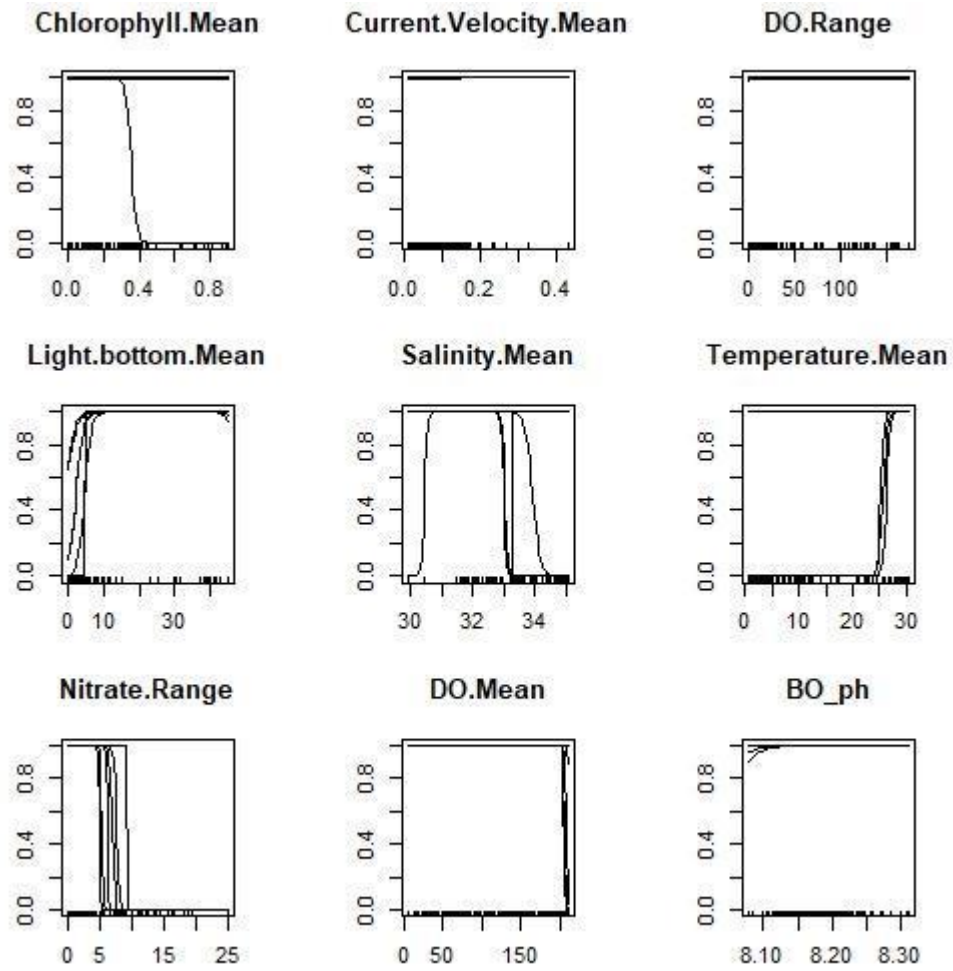 Chlorophyll.Mean Current.Velocity.Mean DO.Range
0.0 0.4 0.8 0.0 0.4 0.8 0.0 0.4 0.8
0.0 0.4 0.8 0.0 0.2 0.4 0 50 100
Light.bottom.Mean Salinity.Mean Temperature.Mean
0.0 0.4 0.8 0.0 0.4 0.8 0.0 0.4 0.8
0 10 30 30 32 34 0 10 20 30
Nitrate.Range DO.Mean BO_ph
0.0 0.4 0.8 0.0 0.4 0.8 0.0 0.4 0.8
0 5 15 25 0 50 150 8.10 8.20 8.30